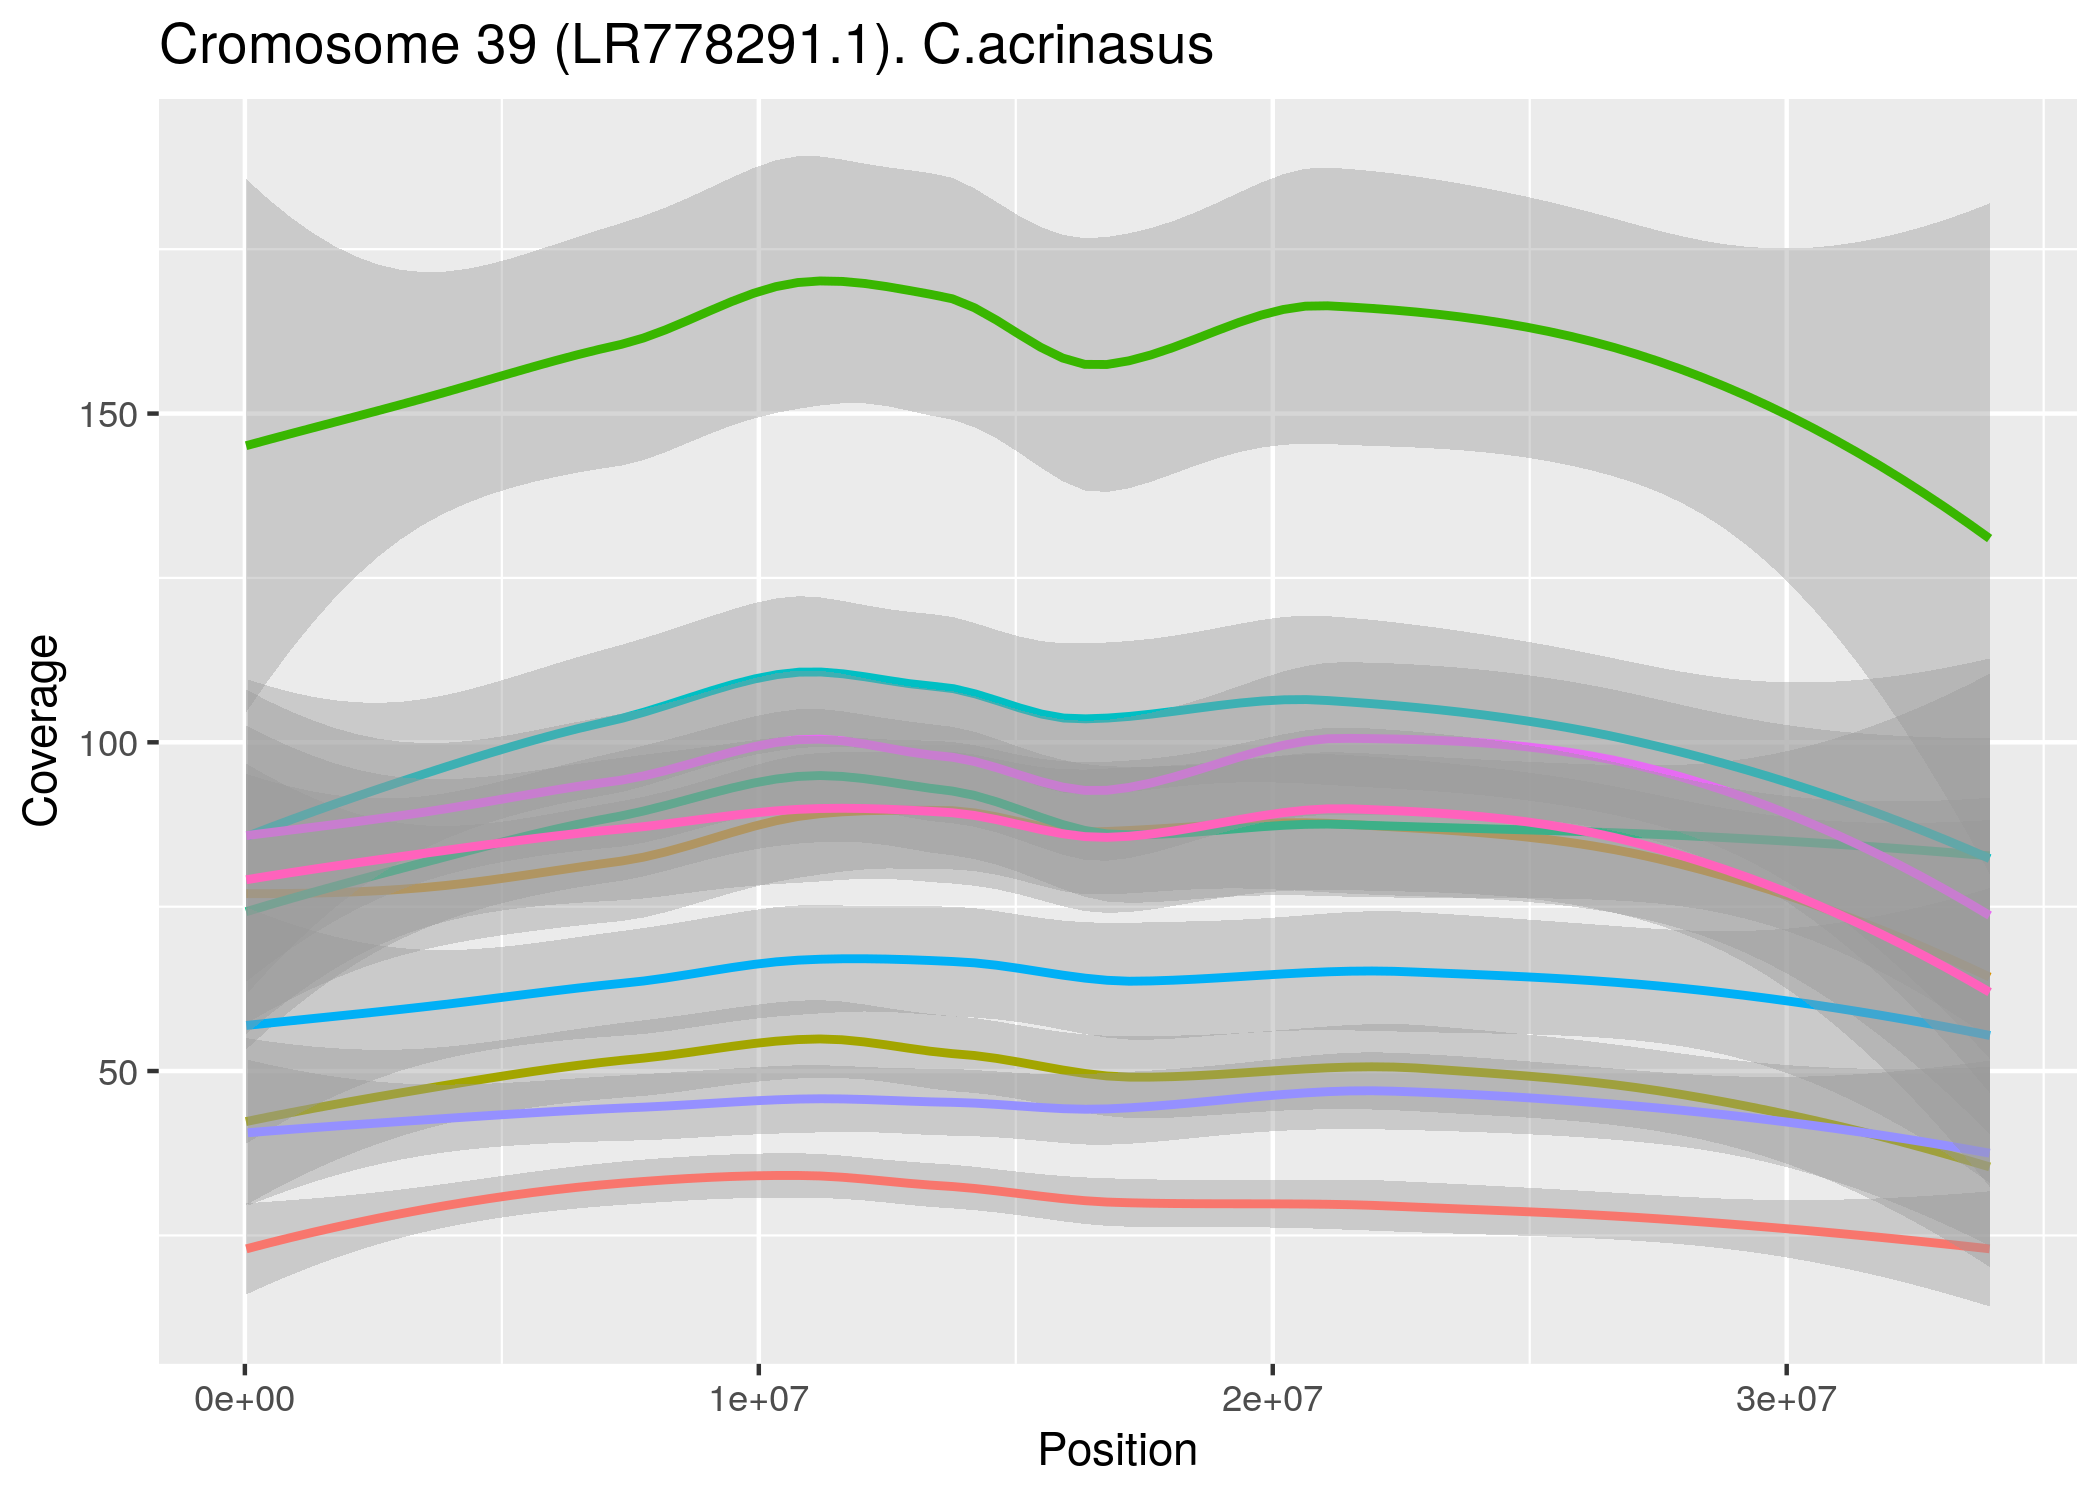 Cromosome 39 (LR778291.1). C.acrinasus
Coverage
150
100
50
0e+00
1e+07
2e+07
3e+07
Position